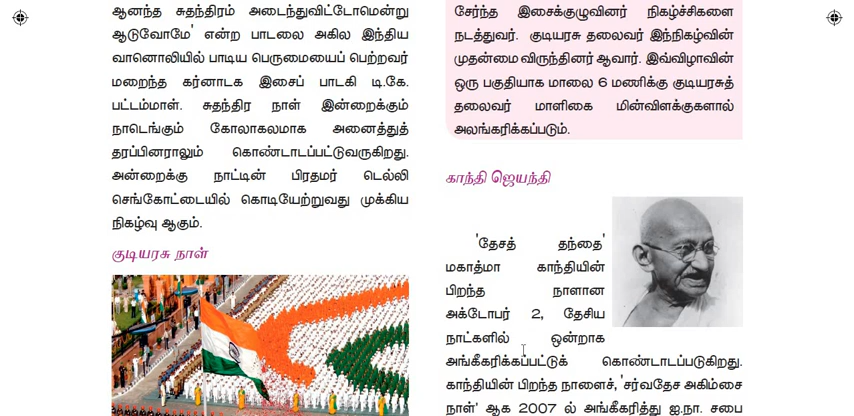 ஆனந்த சுதந்திரம் அடைந்துவிட்டோமென்று
ஆடுவோமே' என்ற பாடலை அகில இந்திய
வானொலியில் பாடிய பெருமையைப் பெற்றவர்
மறைந்த கர்னாடக இசைப் பாடகி டி.கே.
பட்டம்மாள். சுதந்திர நாள் இன்றைக்கும்
நாடெங்கும் கோலாகலமாக அனைத்துத்
தரப்பினராலும் கொண்டாடப்பட்டுவருகிறது.
அன்றைக்கு நாட்டின் பிரதமர் டெல்லி
செங்கோட்டையில் கொடியேற்றுவது முக்கிய
நிகழ்வு ஆகும்.
குடியரசு நாள்
சேர்ந்த இசைக்குழுவினர் நிகழ்ச்சிகளை
நடத்துவர். குடியரசு தலைவர் இந்நிகழ்வின்
முதன்மை விருந்தினர் ஆவார். இவ்விழாவின்
ஒரு பகுதியாக மாலை 6 மணிக்கு குடியரசுத்
தலைவர் மாளிகை மின்விளக்குகளால்
அலங்கரிக்கப்படும்.
காந்தி ஜெயந்தி
'தேசத் தந்தை'
மகாத்மா காந்தியின்
பிறந்த நாளான
அக்டோபர் 2, தேசிய
நாட்களில் ஒன்றாக
அங்கீகரிக்கப்பட்டுக் கொண்டாடப்படுகிறது.
காந்தியின் பிறந்த நாளைச், 'சர்வதேச அகிம்சை
நாள்' ஆக 2007 ல் அங்கீகரித்து ஐ.நா. சபை